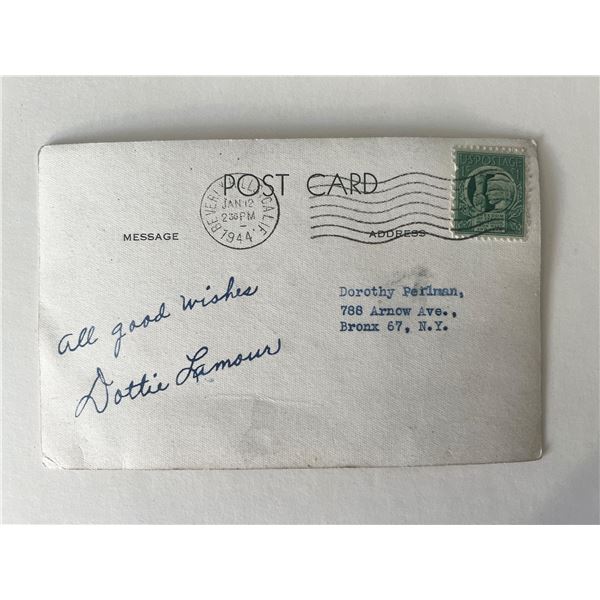 POST CARD
BEVERLY HILLS CALIF.
JAN 12
2 30 PM
1944
U.S. POSTAGE
MESSAGE
ADDRESS
All good wishes
Dottie Lamour
Dorothy Perlman,
788 Arnow Ave.,
Bronx 67, N.Y.